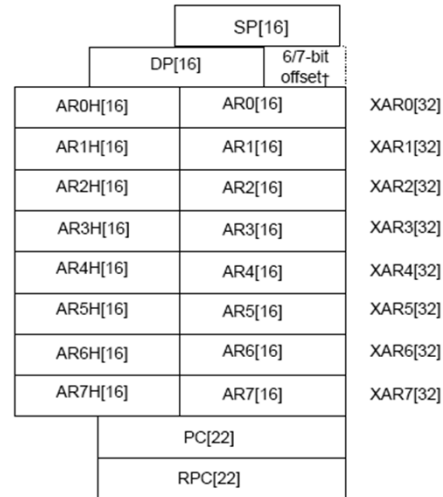 SP[16]
DP[16] 6/7-bit
offset†
AR0H[16] AR0[16] XAR0[32]
AR1H[16] AR1[16] XAR1[32]
AR2H[16] AR2[16] XAR2[32]
AR3H[16] AR3[16] XAR3[32]
AR4H[16] AR4[16] XAR4[32]
AR5H[16] AR5[16] XAR5[32]
AR6H[16] AR6[16] XAR6[32]
AR7H[16] AR7[16] XAR7[32]
PC[22]
RPC[22]